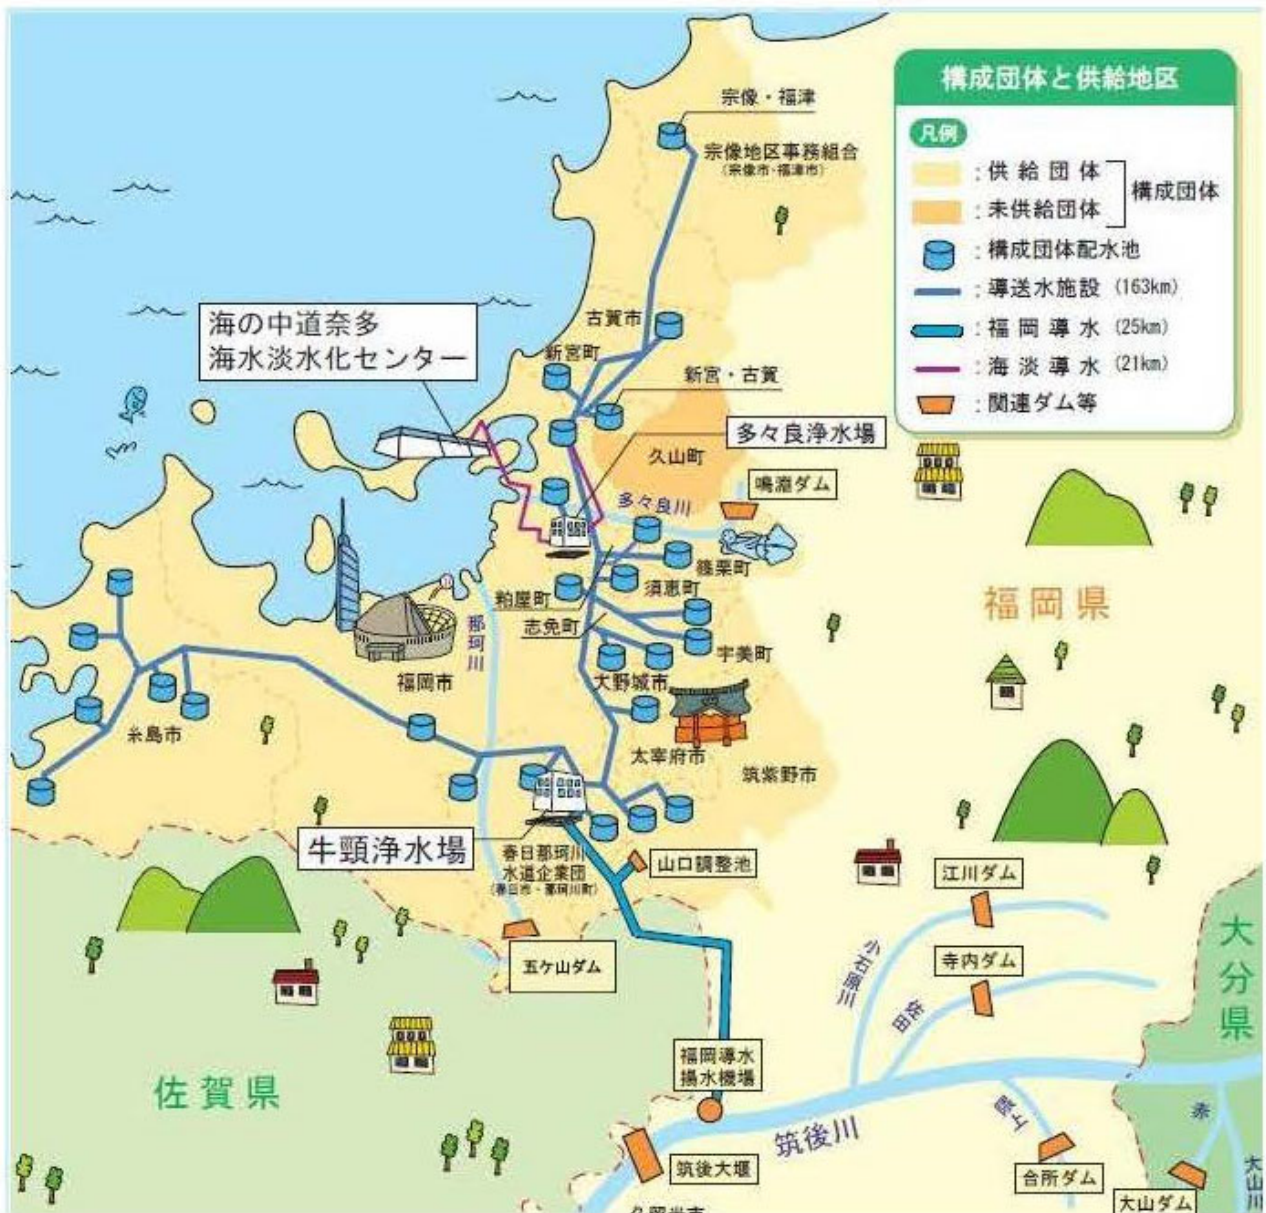 構成団体と供給地区
凡例
：供給団体
：未供給団体
構成団体
：構成団体配水池
：導送水施設 (163km)
：福岡導水 (25km)
：海淡導水 (21km)
：関連ダム等
宗像・福津
宗像地区事務組合
(宗像市・福津市)
海の中道奈多
海水淡水化センター
古賀市
新宮町
新宮・古賀
多々良浄水場
久山町
鳴淵ダム
多々良川
篠栗町
須恵町
粕屋町
志免町
宇美町
福岡県
那珂川
福岡市
大野城市
糸島市
太宰府市
筑紫野市
牛頸浄水場
春日那珂川
水道企業団
(春日市・那珂川町)
山口調整池
五ケ山ダム
江川ダム
小石原川
寺内ダム
佐田
大分県
佐賀県
福岡導水
揚水機場
筑後川
筑後大堰
合所ダム
赤
大山ダム
大山川